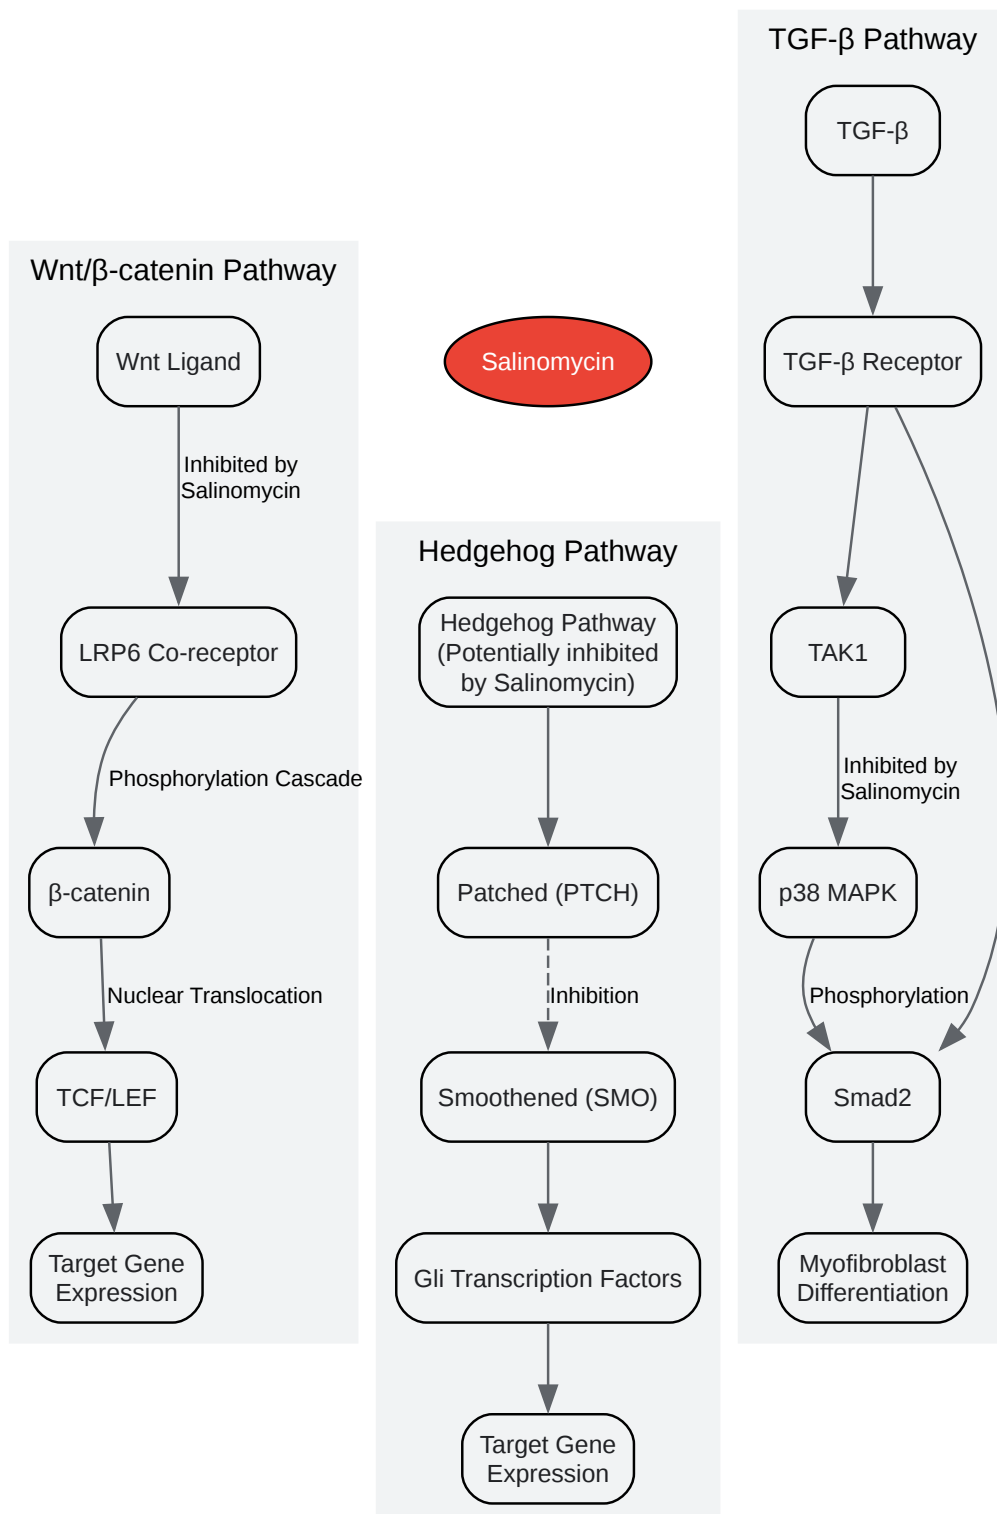 Wnt/β-catenin Pathway
Wnt Ligand
Inhibited by
Salinomycin
LRP6 Co-receptor
Phosphorylation Cascade
β-catenin
Nuclear Translocation
TCF/LEF
Target Gene
Expression
Salinomycin
Hedgehog Pathway
Hedgehog Pathway
(Potentially inhibited
by Salinomycin)
Patched (PTCH)
Inhibition
Smoothened (SMO)
Gli Transcription Factors
Target Gene
Expression
TGF-β Pathway
TGF-β
TGF-β Receptor
TAK1
Inhibited by
Salinomycin
p38 MAPK
Phosphorylation
Smad2
Myofibroblast
Differentiation